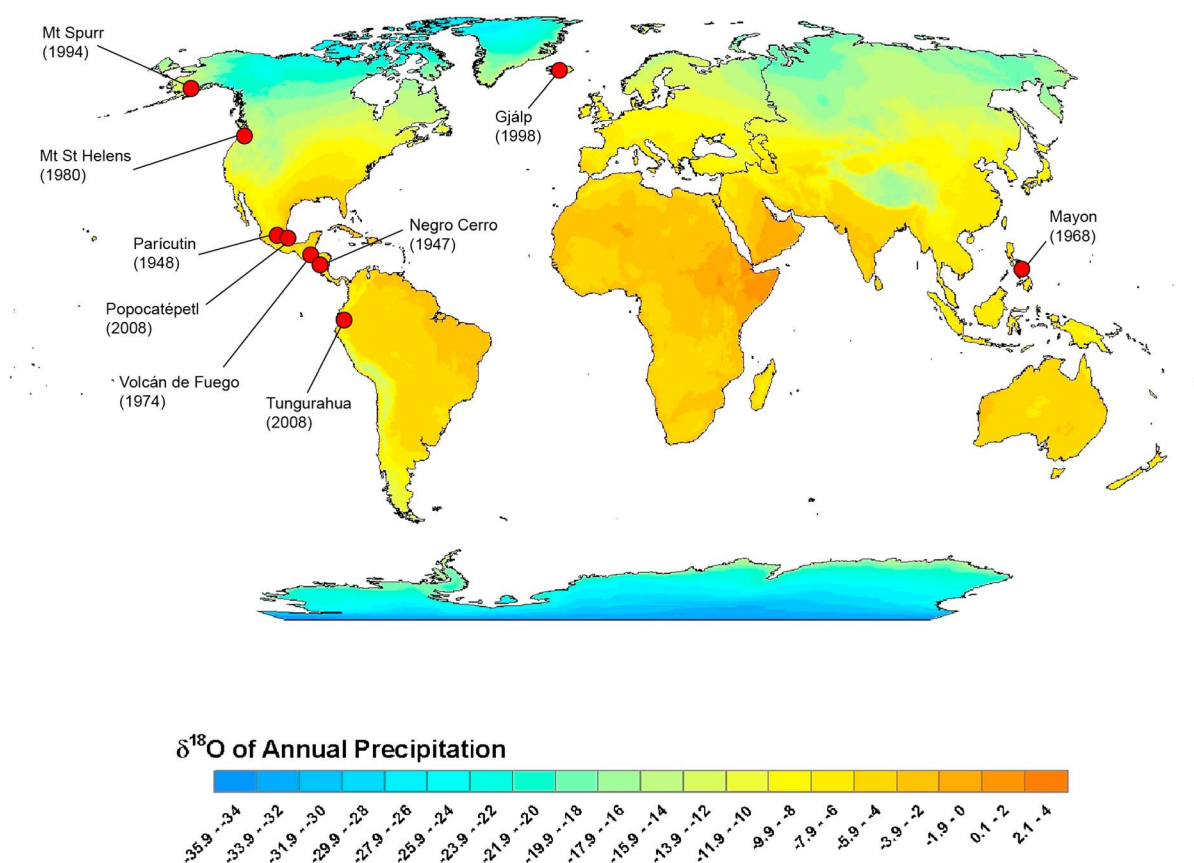 Mt Spurr
(1994)
Mt St Helens
(1980)
Gjálp
(1998)
Parícutin
(1948)
Negro Cerro
(1947)
Mayon
(1968)
Popocatépetl
(2008)
Volcán de Fuego
(1974)
Tungurahua
(2008)
δ18O of Annual Precipitation
-35.9 - -34
-33.9 - -32
-31.9 - -30
-29.9 - -28
-27.9 - -26
-25.9 - -24
-23.9 - -22
-21.9 - -20
-19.9 - -18
-17.9 - -16
-15.9 - -14
-13.9 - -12
-11.9 - -10
-9.9 - -8
-7.9 - -6
-5.9 - -4
-3.9 - -2
-1.9 - 0
0.1 - 2
2.1 - 4